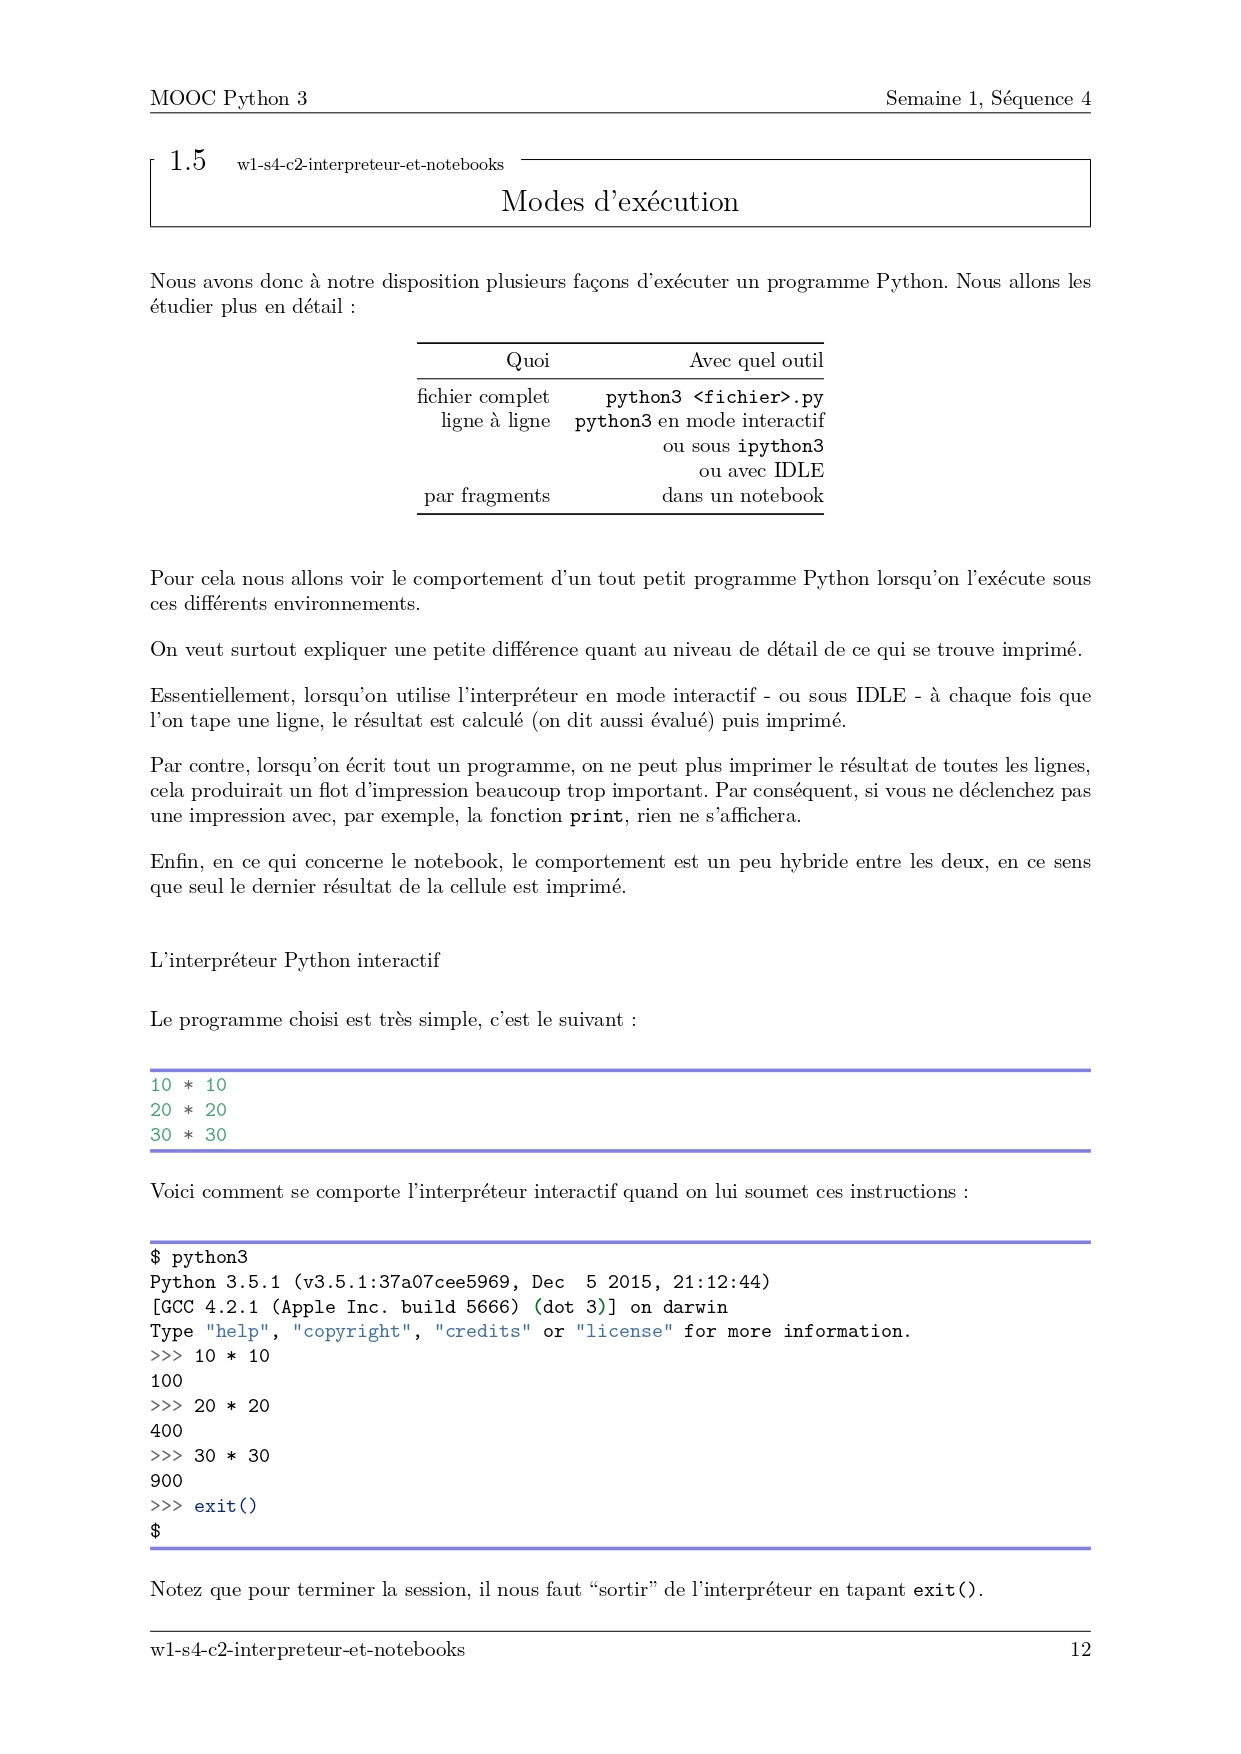 MOOC Python 3 Semaine 1, Séquence 4
1.5 w1-s4-c2-interpreteur-et-notebooks
Modes d'exécution
Nous avons donc à notre disposition plusieurs façons d'exécuter un programme Python. Nous allons les
étudier plus en détail :
Quoi Avec quel outil
fichier complet python3 <fichier>.py
ligne à ligne python3 en mode interactif
ou sous ipython3
ou avec IDLE
par fragments dans un notebook
Pour cela nous allons voir le comportement d'un tout petit programme Python lorsqu'on l'exécute sous
ces différents environnements.
On veut surtout expliquer une petite différence quant au niveau de détail de ce qui se trouve imprimé.
Essentiellement, lorsqu'on utilise l'interpréteur en mode interactif - ou sous IDLE - à chaque fois que
l'on tape une ligne, le résultat est calculé (on dit aussi évalué) puis imprimé.
Par contre, lorsqu'on écrit tout un programme, on ne peut plus imprimer le résultat de toutes les lignes,
cela produirait un flot d'impression beaucoup trop important. Par conséquent, si vous ne déclenchez pas
une impression avec, par exemple, la fonction print, rien ne s'affichera.
Enfin, en ce qui concerne le notebook, le comportement est un peu hybride entre les deux, en ce sens
que seul le dernier résultat de la cellule est imprimé.
L'interpréteur Python interactif
Le programme choisi est très simple, c'est le suivant :
10 * 10
20 * 20
30 * 30
Voici comment se comporte l'interpréteur interactif quand on lui soumet ces instructions :
$ python3
Python 3.5.1 (v3.5.1:37a07cee5969, Dec  5 2015, 21:12:44)
[GCC 4.2.1 (Apple Inc. build 5666) (dot 3)] on darwin
Type "help", "copyright", "credits" or "license" for more information.
>>> 10 * 10
100
>>> 20 * 20
400
>>> 30 * 30
900
>>> exit()
$
Notez que pour terminer la session, il nous faut “sortir” de l'interpréteur en tapant exit().
w1-s4-c2-interpreteur-et-notebooks 12